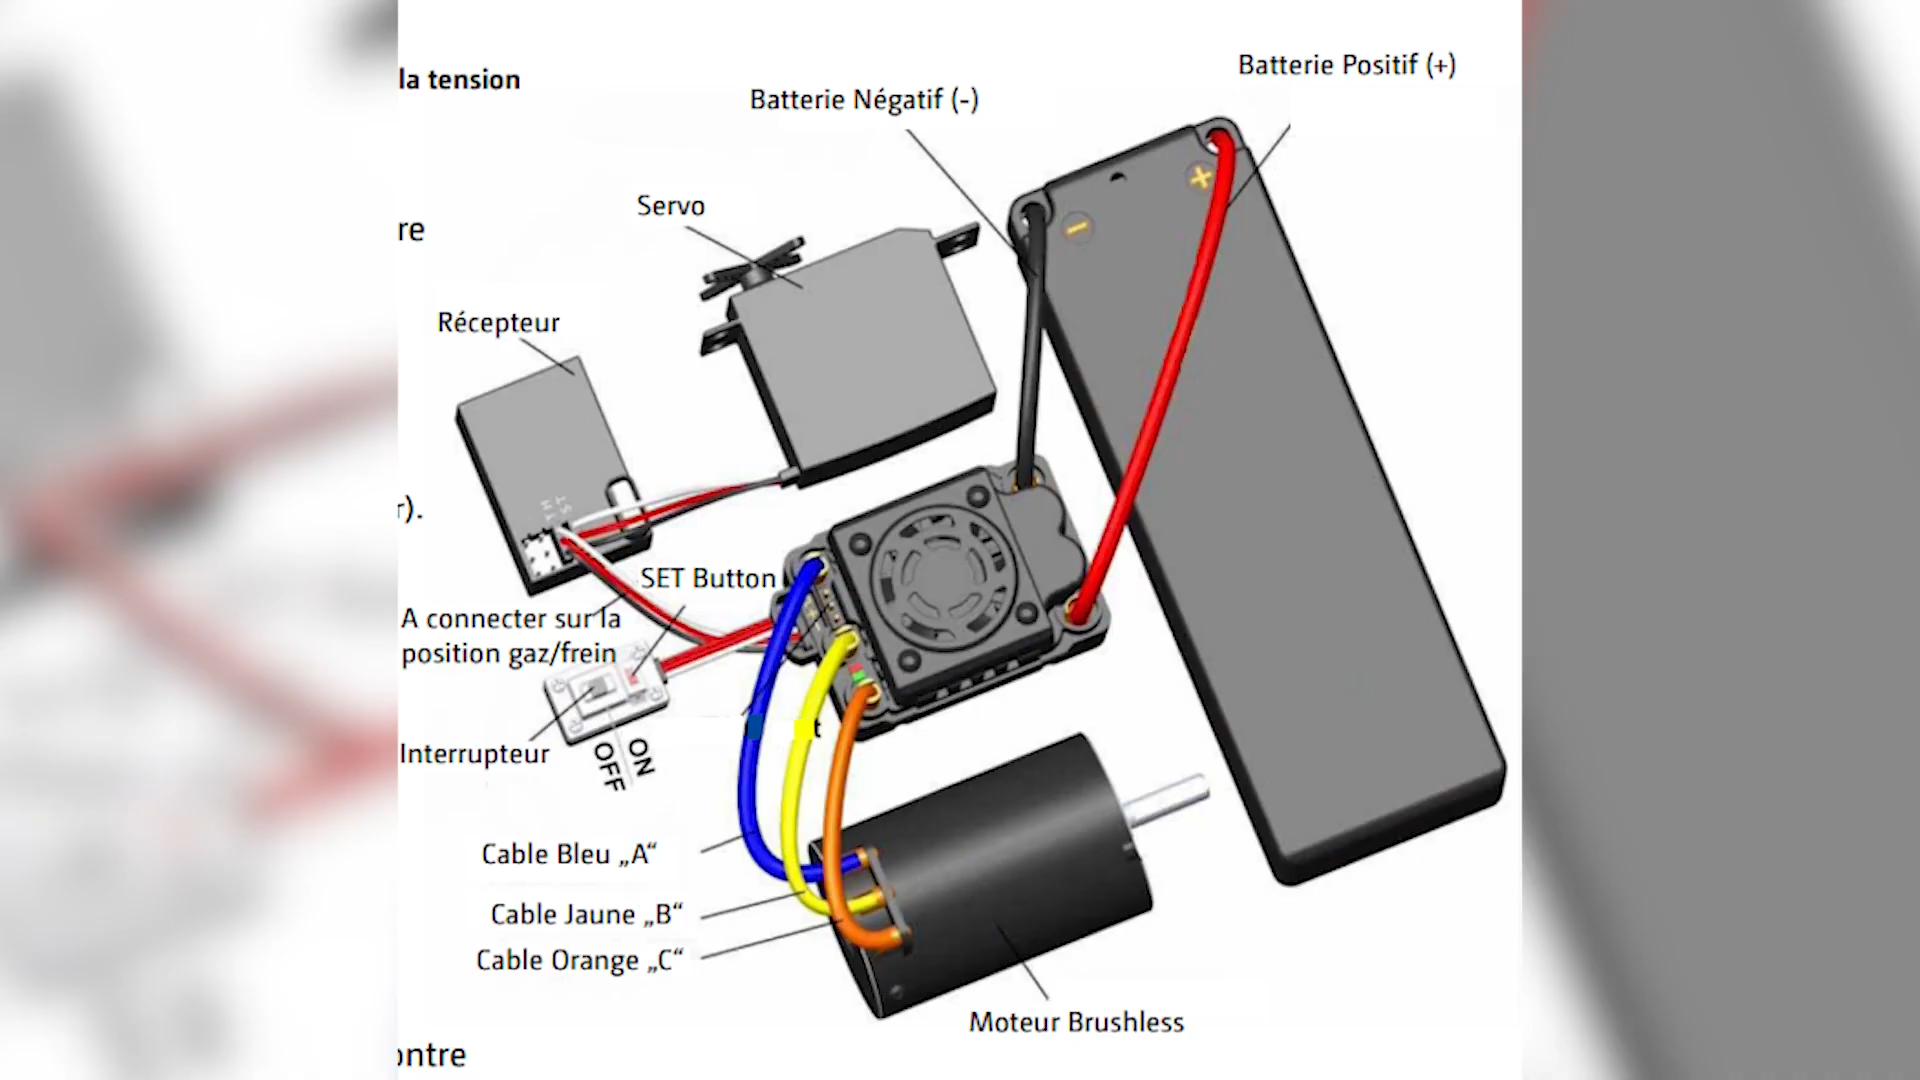 la tension
Batterie Positif (+)
Batterie Négatif (-)
Servo
re
Récepteur
r).
SET Button
A connecter sur la
position gaz/frein
t
Interrupteur
ON
OFF
Cable Bleu „A“
Cable Jaune „B“
Cable Orange „C“
Moteur Brushless
ontre